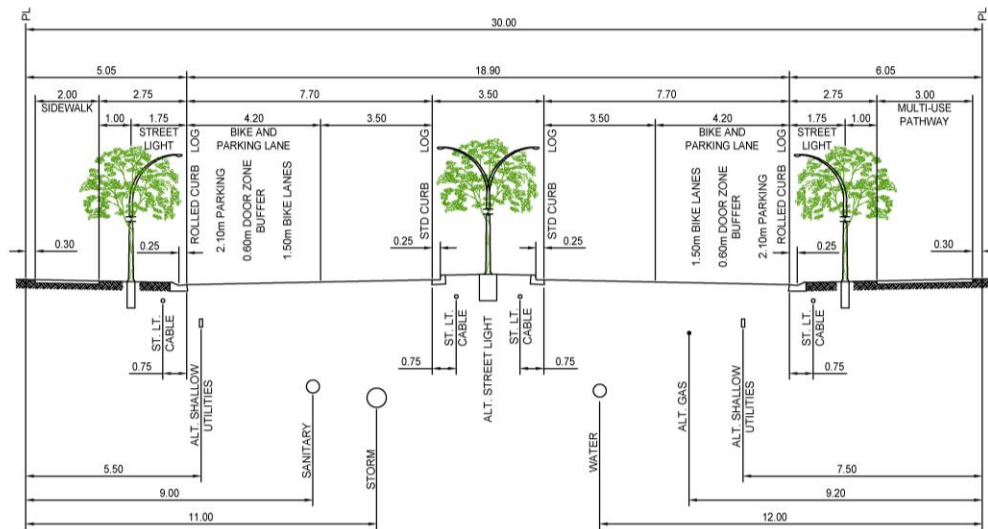 PL
PL
30.00
5.05
18.90
6.05
2.00
2.75
7.70
3.50
7.70
2.75
3.00
SIDEWALK
MULTI-USE
PATHWAY
1.00
1.75
4.20
3.50
3.50
4.20
1.75
1.00
STREET
LIGHT
LOG
BIKE AND
PARKING LANE
LOG
LOG
BIKE AND
PARKING LANE
LOG
STREET
LIGHT
ROLLED CURB
2.10m PARKING
0.60m DOOR ZONE
BUFFER
1.50m BIKE LANES
STD CURB
STD CURB
1.50m BIKE LANES
0.60m DOOR ZONE
BUFFER
2.10m PARKING
ROLLED CURB
0.30
0.25
0.25
0.25
0.25
0.30
ST. LT.
CABLE
ST. LT.
CABLE
ST. LT.
CABLE
ST. LT.
CABLE
0.75
0.75
0.75
0.75
ALT. SHALLOW
UTILITIES
SANITARY
STORM
ALT. STREET LIGHT
WATER
ALT. GAS
ALT. SHALLOW
UTILITIES
5.50
7.50
9.00
9.20
11.00
12.00